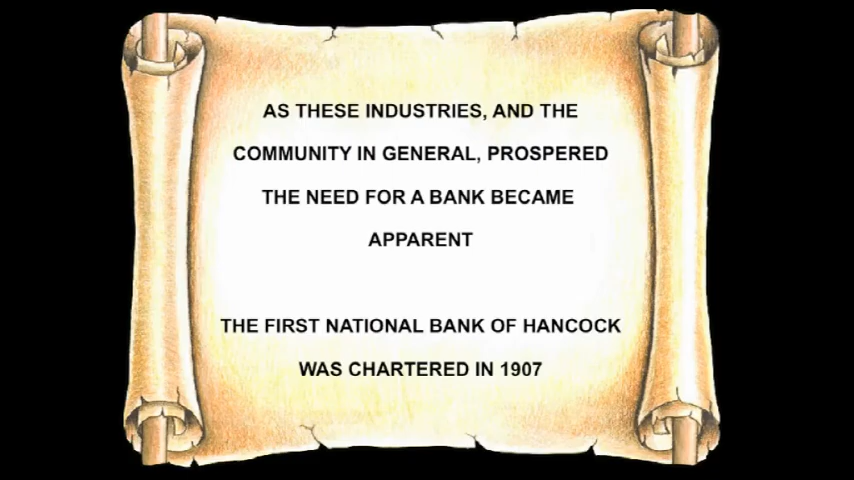 AS THESE INDUSTRIES, AND THE
COMMUNITY IN GENERAL, PROSPERED
THE NEED FOR A BANK BECAME
APPARENT
THE FIRST NATIONAL BANK OF HANCOCK
WAS CHARTERED IN 1907